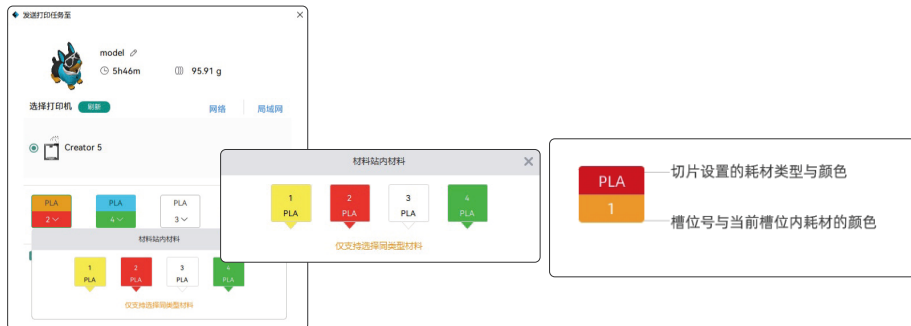 发送打印任务至
model
5h46m
95.91 g
选择打印机
刷新
网络
局域网
Creator 5
PLA
2
PLA
4
PLA
3
材料站内材料
1
PLA
2
PLA
3
PLA
4
PLA
仅支持选择同类型材料
材料站内材料
1
PLA
2
PLA
3
PLA
4
PLA
仅支持选择同类型材料
PLA
切片设置的耗材类型与颜色
1
槽位号与当前槽位内耗材的颜色